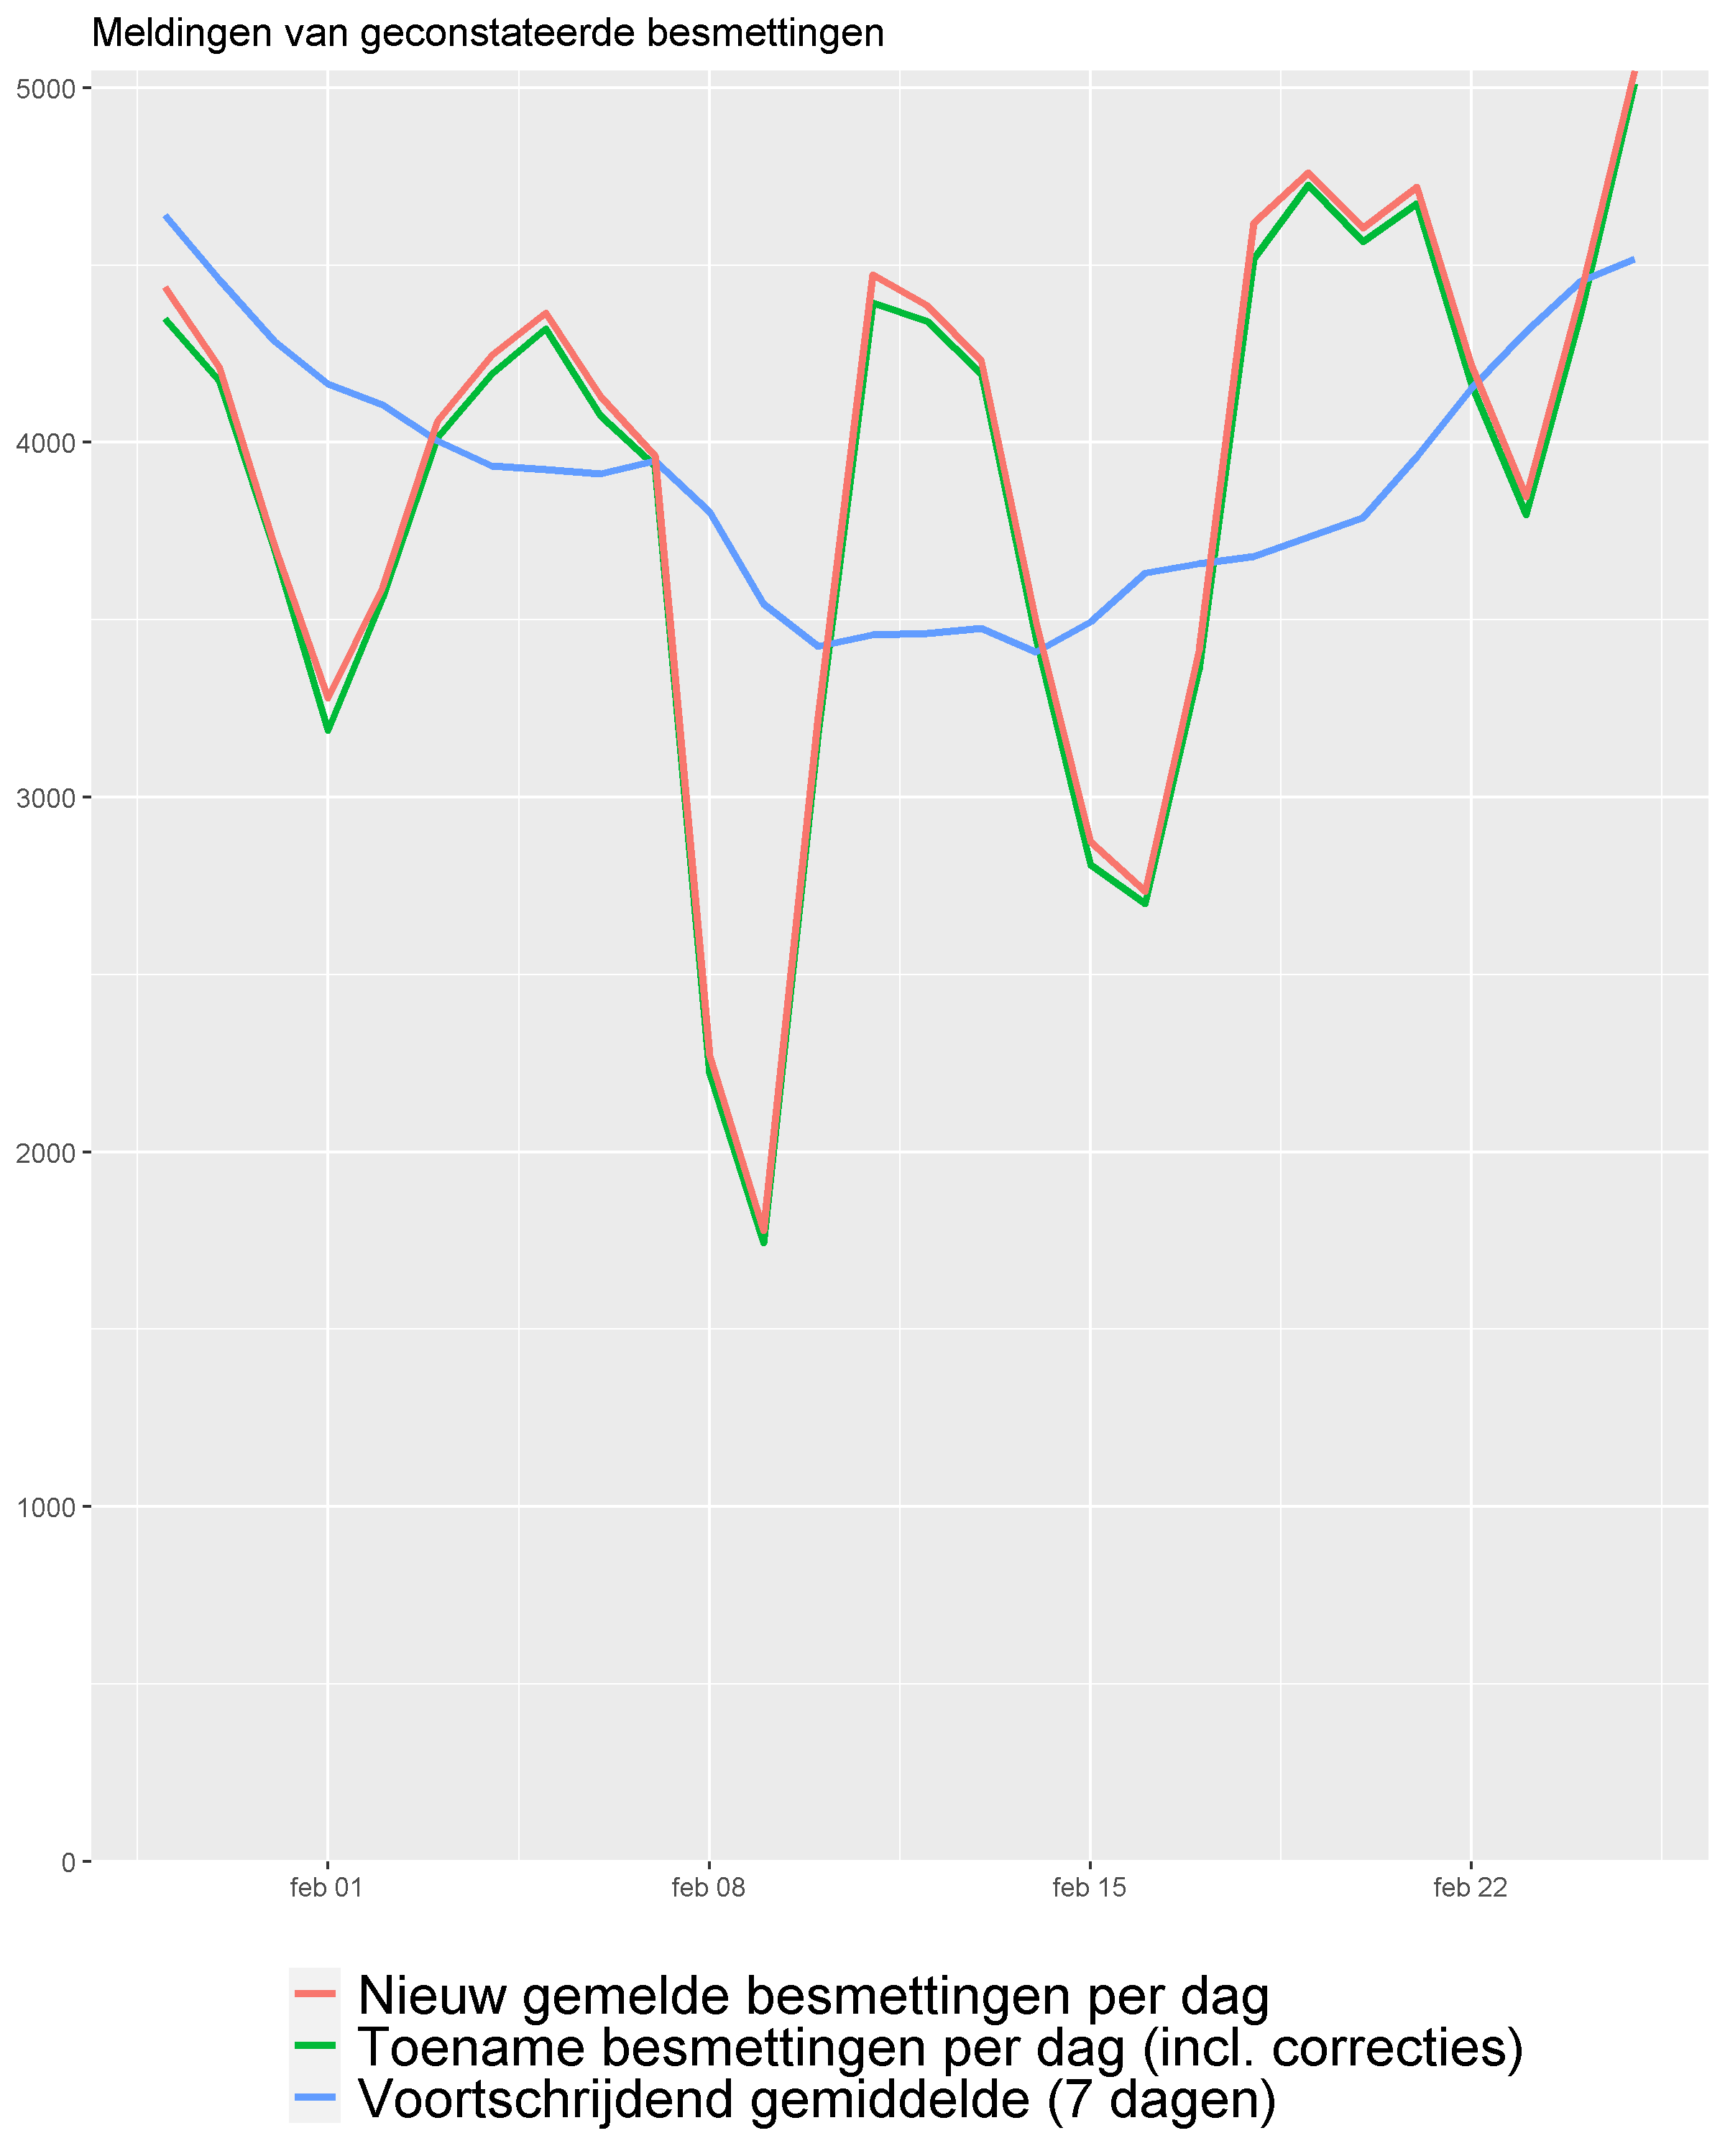 Meldingen van geconstateerde besmettingen
5000
4000
3000
2000
1000
0
feb 01
feb 08
feb 15
feb 22
Nieuw gemelde besmettingen per dag
Toename besmettingen per dag (incl. correcties)
Voortschrijdend gemiddelde (7 dagen)